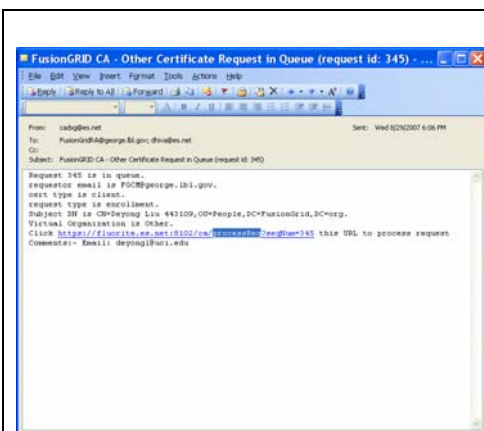 FusionGRID CA - Other Certificate Request in Queue (request id: 345) - ...
File Edit View Insert Format Tools Actions Help
Reply Reply to All Forward
A B I U
From: cadsg@es.net Sent: Wed 8/29/2007 6:06 PM
To: FusionGridRA@george.lbl.gov; dhiva@es.net
Cc:
Subject: FusionGRID CA - Other Certificate Request in Queue (request id: 345)
Request 345 is in queue.
requestor email is FGCM@george.lbl.gov.
cert type is client.
request type is enrollment.
Subject DN is CN=Deyong Liu 443109,OU=People,DC=FusionGrid,DC=org.
Virtual Organization is Other.
Click https://fluorite.es.net:8102/ca/processReq?seqNum=345 this URL to process request
Comments:- Email: deyongl@uci.edu